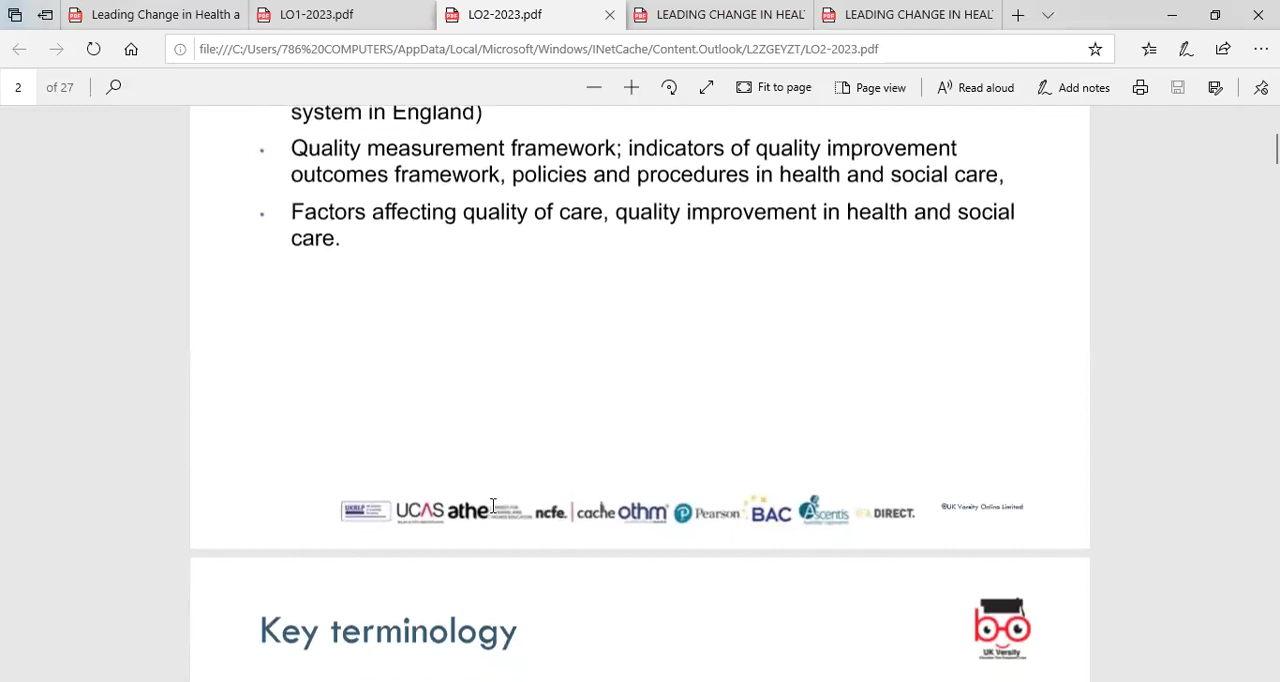 Leading Change in Health a
LO1-2023.pdf
LO2-2023.pdf
LEADING CHANGE IN HEAL
LEADING CHANGE IN HEAL
file:///C:/Users/786%20COMPUTERS/AppData/Local/Microsoft/Windows/INetCache/Content.Outlook/L2ZGEYZT/LO2-2023.pdf
2 of 27
Fit to page
Page view
Read aloud
Add notes
system in England)
Quality measurement framework; indicators of quality improvement
outcomes framework, policies and procedures in health and social care,
Factors affecting quality of care, quality improvement in health and social
care.
UKRLP UCAS athe ncfe. cache othm Pearson BAC Ascentis DIRECT. ©UK Versity Online Limited
Key terminology
UK Versity